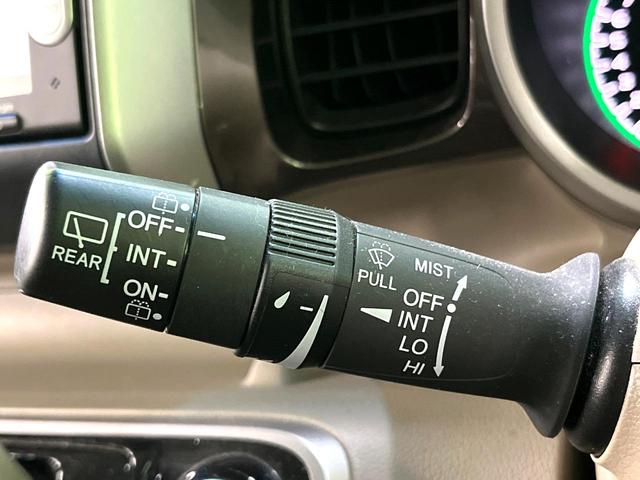 REAR
OFF
INT
ON
PULL
MIST
OFF
INT
LO
HI